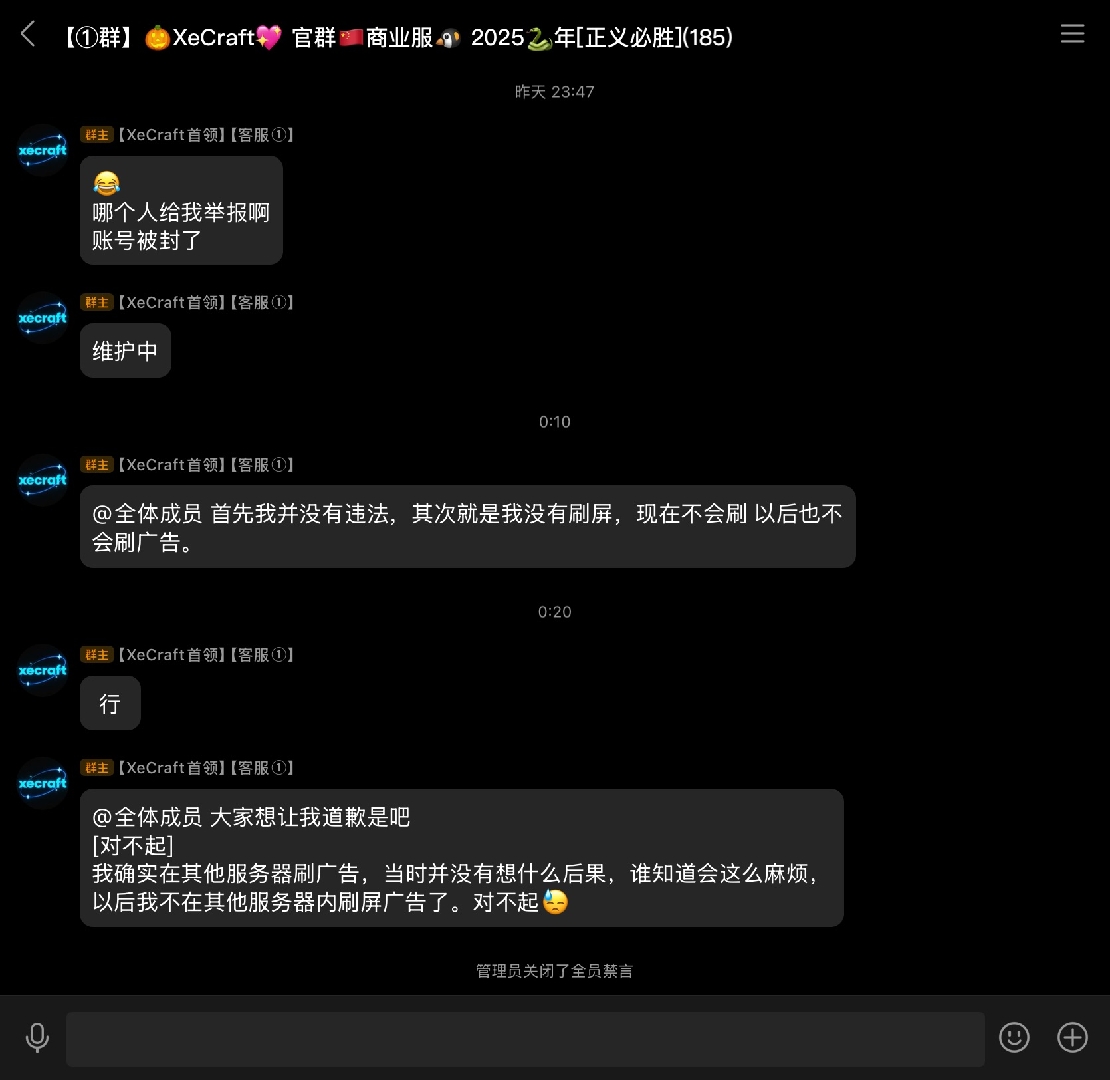 【①群】🎃XeCraft💖 官群🇨🇳商业服🐧 2025🐍年[正义必胜](185)
昨天 23:47
xecraft
群主【XeCraft首领】【客服①】
😂
哪个人给我举报啊
账号被封了
xecraft
群主【XeCraft首领】【客服①】
维护中
0:10
xecraft
群主【XeCraft首领】【客服①】
@全体成员 首先我并没有违法，其次就是我没有刷屏，现在不会刷 以后也不
会刷广告。
0:20
xecraft
群主【XeCraft首领】【客服①】
行
xecraft
群主【XeCraft首领】【客服①】
@全体成员 大家想让我道歉是吧
[对不起]
我确实在其他服务器刷广告，当时并没有想什么后果，谁知道会这么麻烦，
以后我不在其他服务器内刷屏广告了。对不起😓
管理员关闭了全员禁言